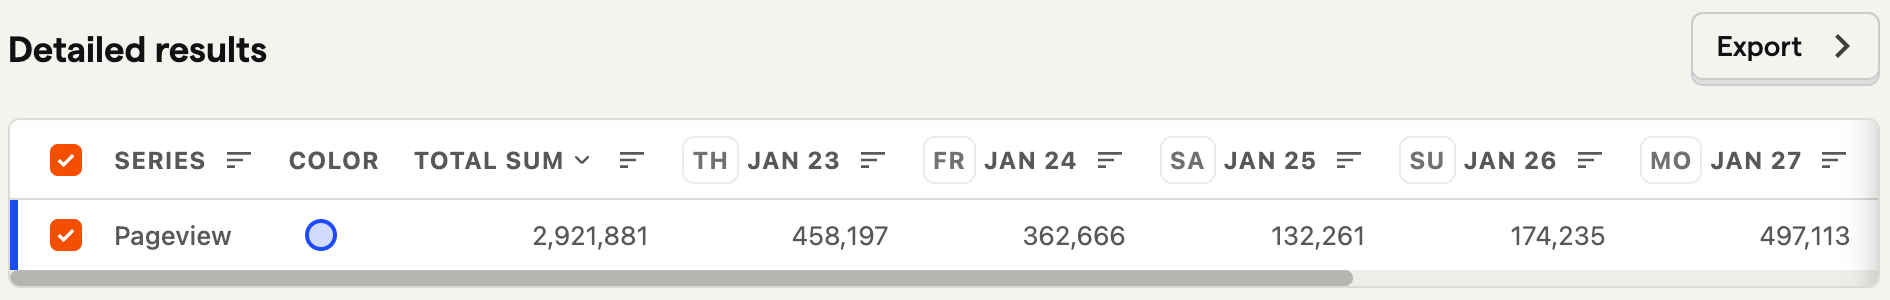 Detailed results
Export
SERIES COLOR TOTAL SUM TH JAN 23 FR JAN 24 SA JAN 25 SU JAN 26 MO JAN 27
Pageview 2,921,881 458,197 362,666 132,261 174,235 497,113